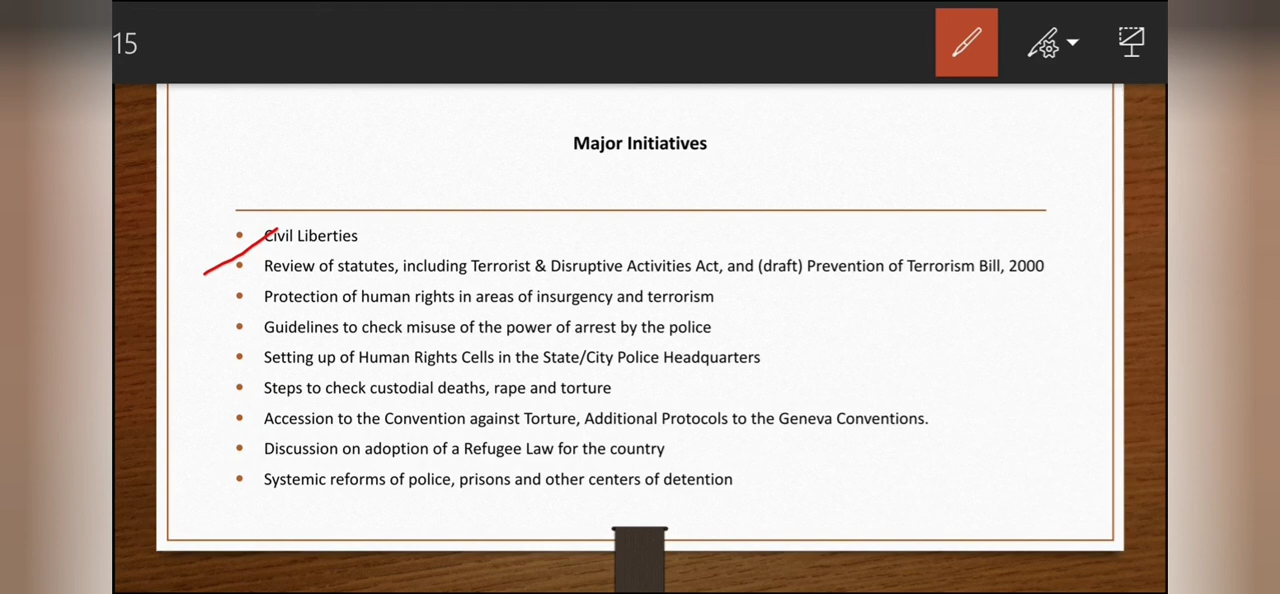 15
Major Initiatives
• Civil Liberties
• Review of statutes, including Terrorist & Disruptive Activities Act, and (draft) Prevention of Terrorism Bill, 2000
• Protection of human rights in areas of insurgency and terrorism
• Guidelines to check misuse of the power of arrest by the police
• Setting up of Human Rights Cells in the State/City Police Headquarters
• Steps to check custodial deaths, rape and torture
• Accession to the Convention against Torture, Additional Protocols to the Geneva Conventions.
• Discussion on adoption of a Refugee Law for the country
• Systemic reforms of police, prisons and other centers of detention